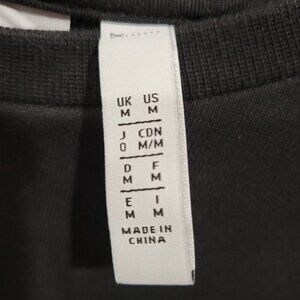 UK US
M M
J CDN
O M/M
D F
M M
E I
M M
MADE IN
CHINA